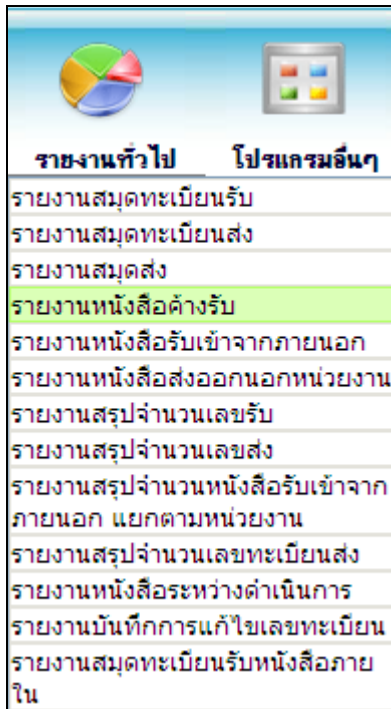 รายงานทั่วไป โปรแกรมอื่นๆ
รายงานสมุดทะเบียนรับ
รายงานสมุดทะเบียนส่ง
รายงานสมุดส่ง
รายงานหนังสือค้างรับ
รายงานหนังสือรับเข้าจากภายนอก
รายงานหนังสือส่งออกนอกหน่วยงาน
รายงานสรุปจำนวนเลขรับ
รายงานสรุปจำนวนเลขส่ง
รายงานสรุปจำนวนหนังสือรับเข้าจาก
ภายนอก แยกตามหน่วยงาน
รายงานสรุปจำนวนเลขทะเบียนส่ง
รายงานหนังสือระหว่างดำเนินการ
รายงานบันทึกการแก้ไขเลขทะเบียน
รายงานสมุดทะเบียนรับหนังสือภาย
ใน